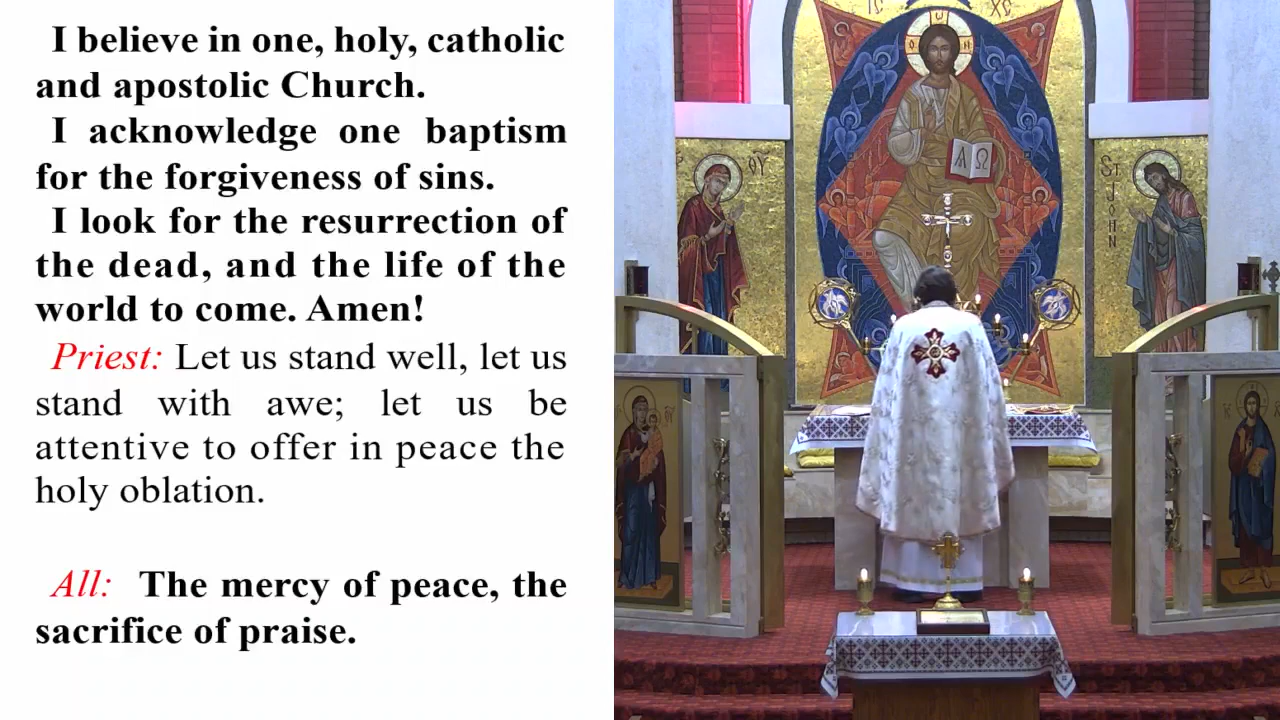 I believe in one, holy, catholic
and apostolic Church.
I acknowledge one baptism
for the forgiveness of sins.
I look for the resurrection of
the dead, and the life of the
world to come. Amen!
Priest: Let us stand well, let us
stand with awe; let us be
attentive to offer in peace the
holy oblation.
All: The mercy of peace, the
sacrifice of praise.
IC XC
Ο Ω Ν
Α Ω
ΟΥ
ST
JOHN